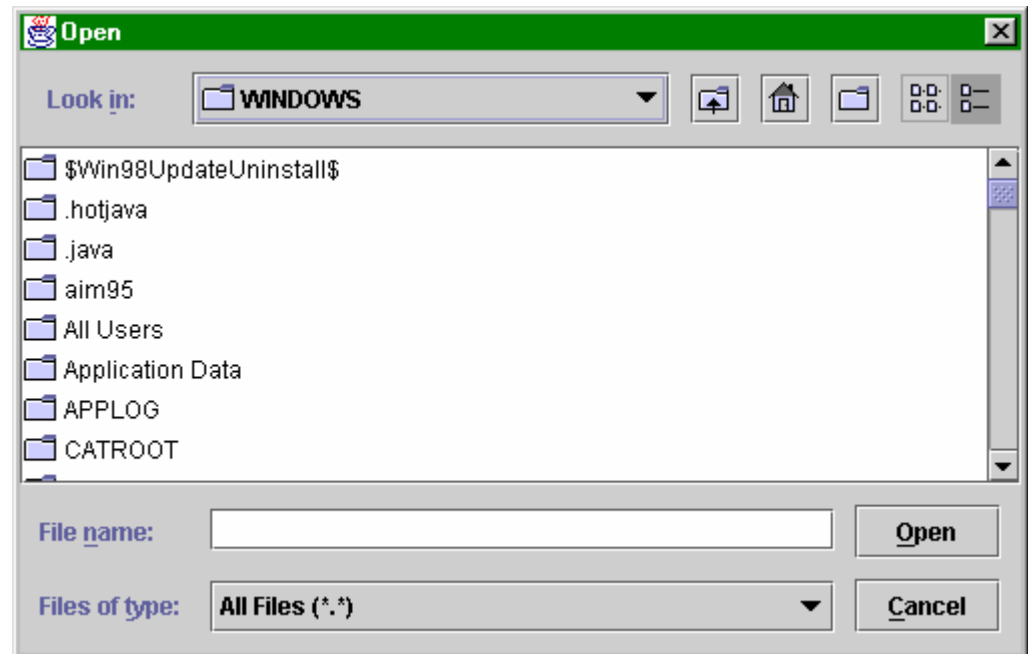 Open
Look in: WINDOWS
$Win98UpdateUninstall$
.hotjava
.java
aim95
All Users
Application Data
APPLOG
CATROOT
File name: Open
Files of type: All Files (*.*) Cancel